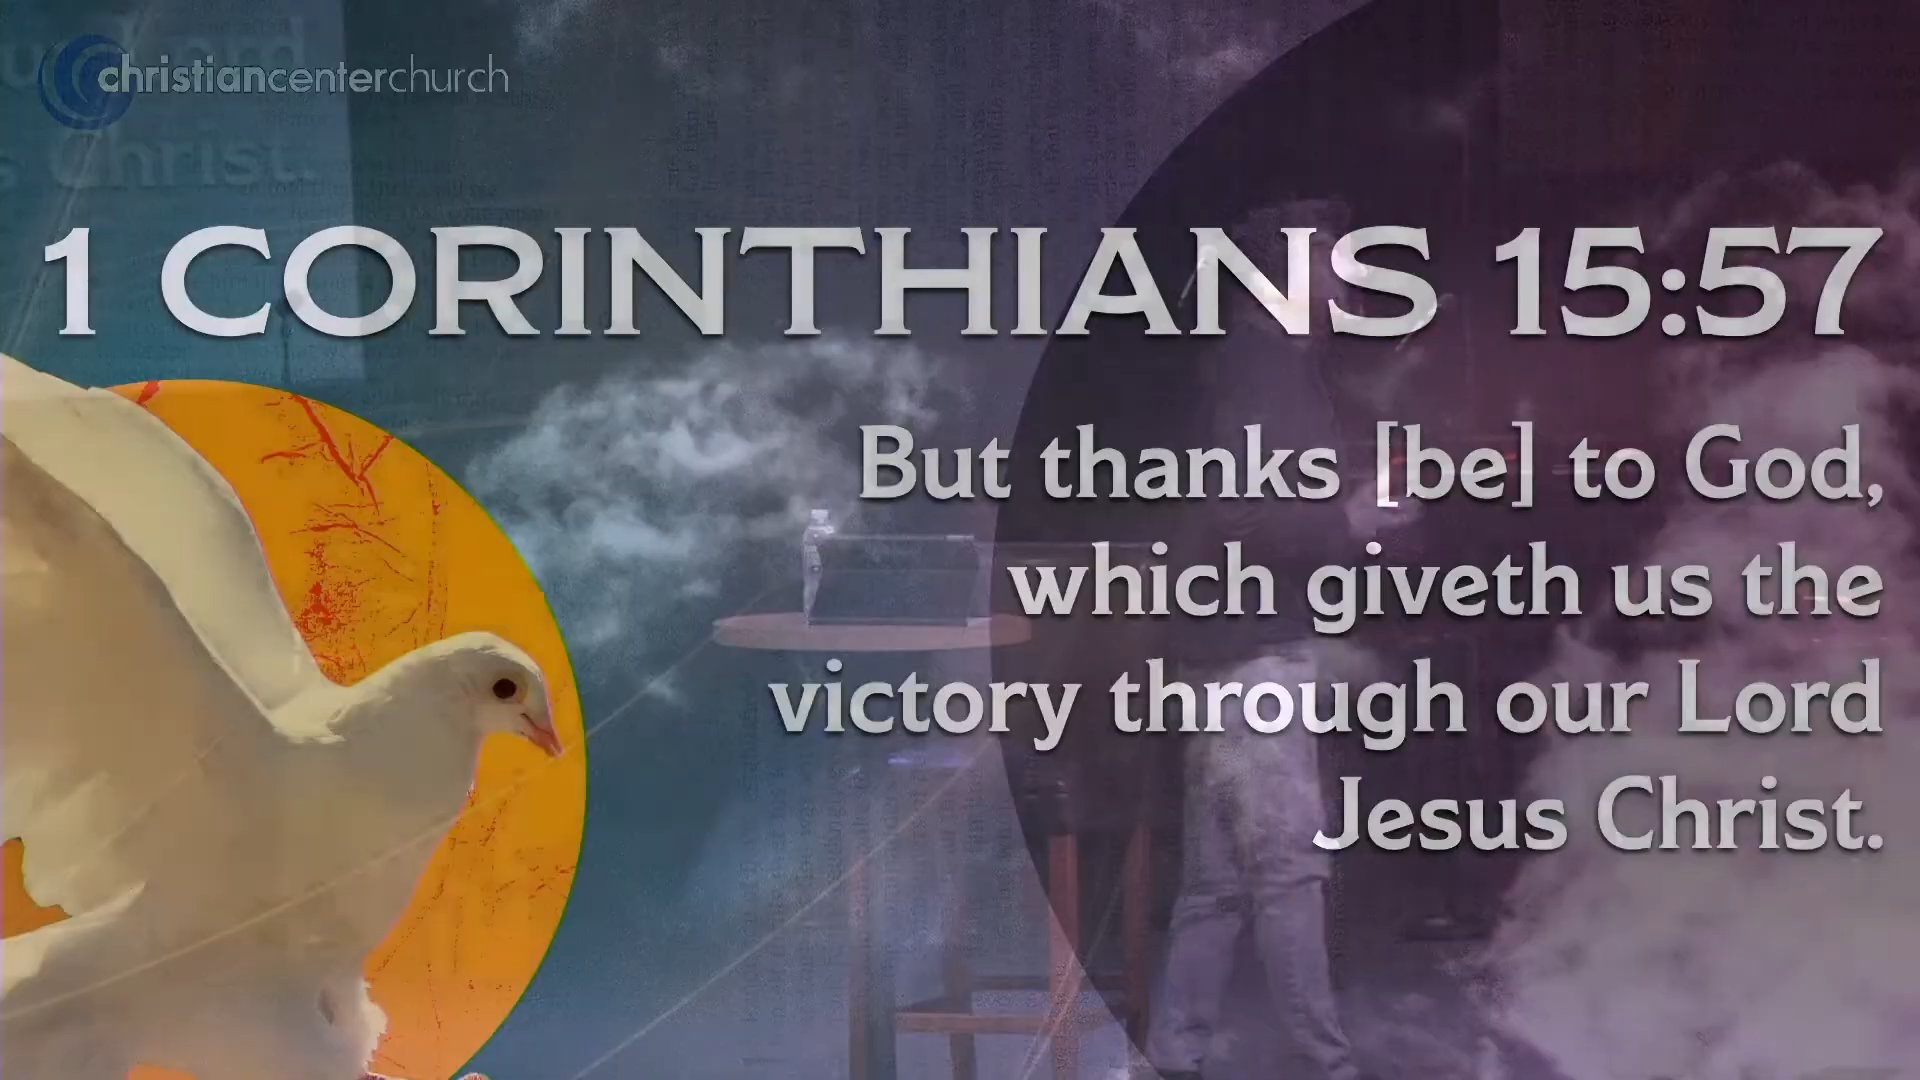 christiancenterchurch
s Christ.
1 CORINTHIANS 15:57
But thanks [be] to God,
which giveth us the
victory through our Lord
Jesus Christ.